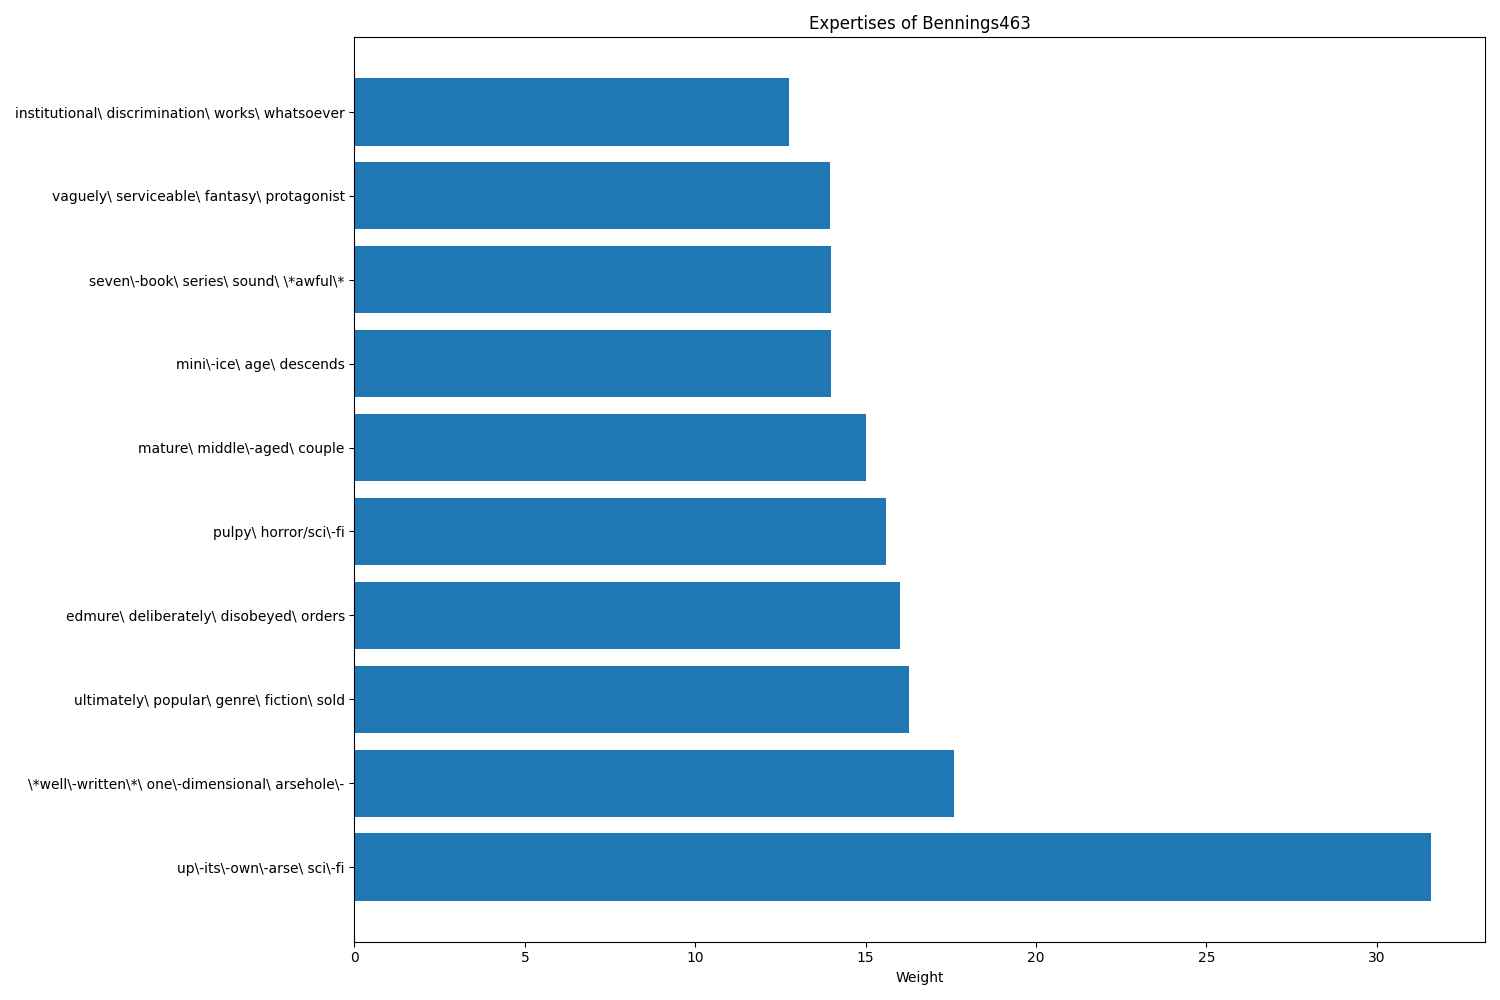 Expertises of Bennings463
institutional\ discrimination\ works\ whatsoever
vaguely\ serviceable\ fantasy\ protagonist
seven\-book\ series\ sound\ \*awful\*
mini\-ice\ age\ descends
mature\ middle\-aged\ couple
pulpy\ horror/sci\-fi
edmure\ deliberately\ disobeyed\ orders
ultimately\ popular\ genre\ fiction\ sold
\*well\-written\*\ one\-dimensional\ arsehole\-
up\-its\-own\-arse\ sci\-fi
0 5 10 15 20 25 30
Weight